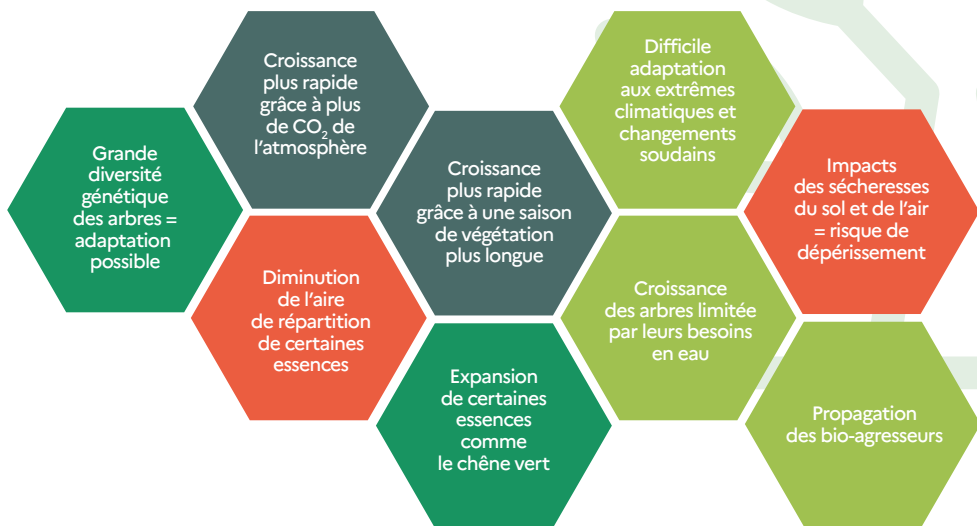 Croissance
plus rapide
grâce à plus
de CO₂ de
l'atmosphère
Difficile
adaptation
aux extrêmes
climatiques et
changements
soudains
Grande
diversité
génétique
des arbres =
adaptation
possible
Croissance
plus rapide
grâce à une saison
de végétation
plus longue
Impacts
des sécheresses
du sol et de l'air
= risque de
dépérissement
Diminution
de l'aire
de répartition
de certaines
essences
Croissance
des arbres limitée
par leurs besoins
en eau
Expansion
de certaines
essences
comme
le chêne vert
Propagation
des bio-agresseurs